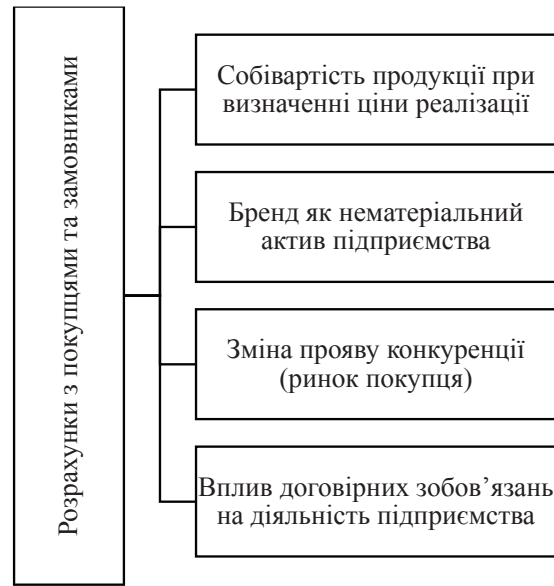 Розрахунки з покупцями та замовниками
Собівартість продукції при
визначенні ціни реалізації
Бренд як нематеріальний
актив підприємства
Зміна прояву конкуренції
(ринок покупця)
Вплив договірних зобов’язань
на діяльність підприємства